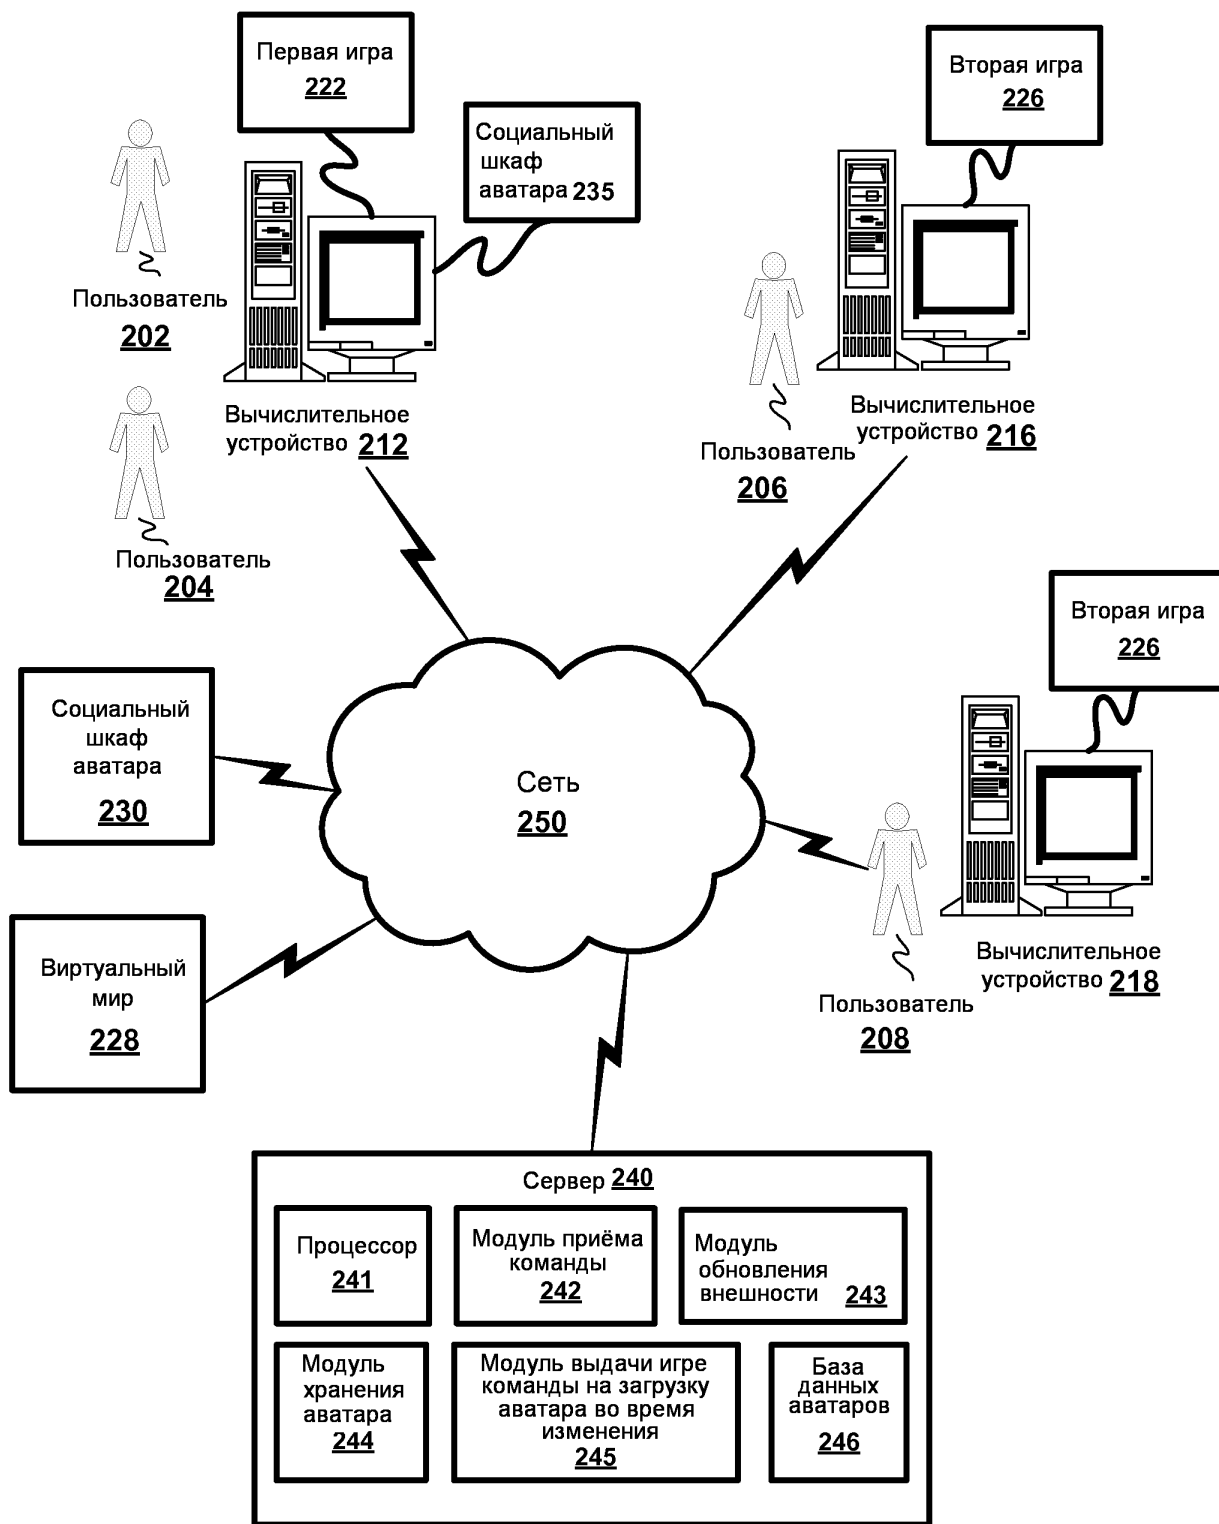 Первая игра
222
Социальный
шкаф
аватара 235
Вторая игра
226
Пользователь
202
Вычислительное
устройство 212
Пользователь
204
Пользователь
206
Вычислительное
устройство 216
Вторая игра
226
Социальный
шкаф
аватара
230
Сеть
250
Виртуальный
мир
228
Пользователь
208
Вычислительное
устройство 218
Сервер 240
Процессор
241
Модуль приёма
команды
242
Модуль
обновления
внешности 243
Модуль
хранения
аватара
244
Модуль выдачи игре
команды на загрузку
аватара во время
изменения
245
База
данных
аватаров
246